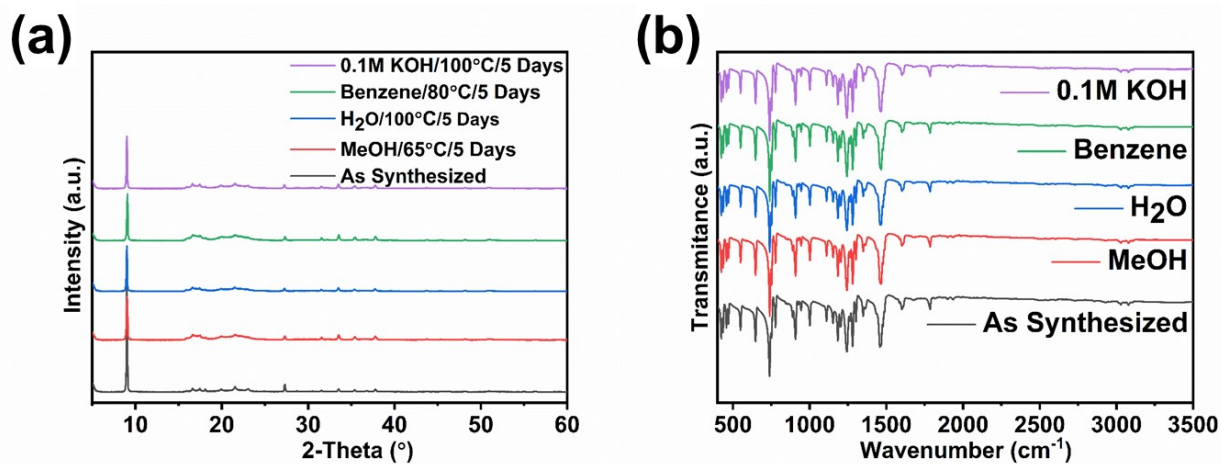 (a)
0.1M KOH/100°C/5 Days
Benzene/80°C/5 Days
H₂O/100°C/5 Days
MeOH/65°C/5 Days
As Synthesized
Intensity (a.u.)
10 20 30 40 50 60
2-Theta (°)
(b)
0.1M KOH
Benzene
H₂O
MeOH
As Synthesized
Transmitance (a.u.)
500 1000 1500 2000 2500 3000 3500
Wavenumber (cm⁻¹)